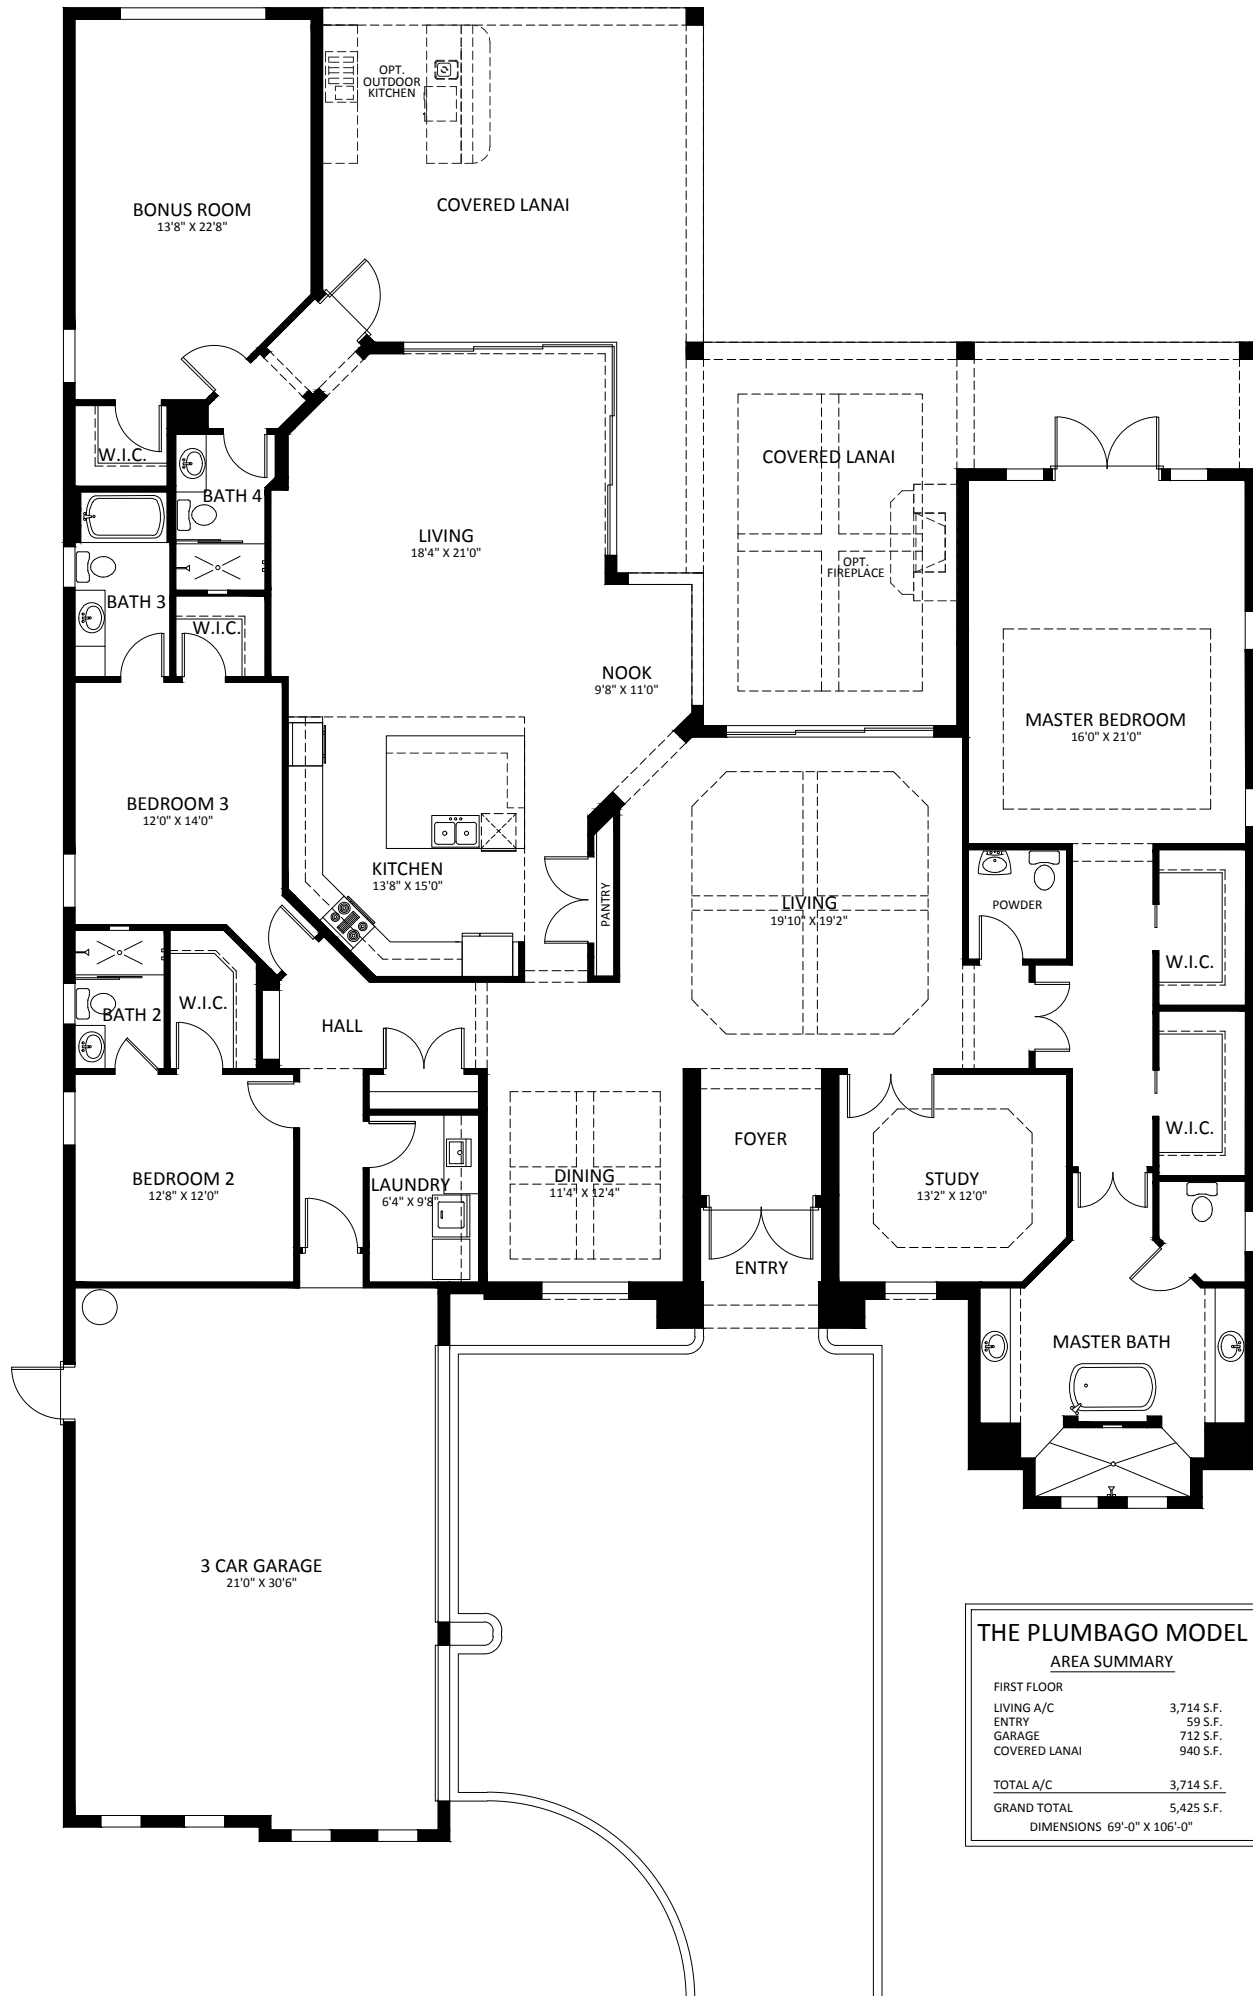 OPT.
OUTDOOR
KITCHEN
BONUS ROOM
13'8" X 22'8"
COVERED LANAI
W.I.C.
COVERED LANAI
BATH 4
LIVING
18'4" X 21'0"
OPT.
FIREPLACE
BATH 3
W.I.C.
NOOK
9'8" X 11'0"
MASTER BEDROOM
16'0" X 21'0"
BEDROOM 3
12'0" X 14'0"
KITCHEN
13'8" X 15'0"
PANTRY
LIVING
19'10" X 19'2"
POWDER
W.I.C.
W.I.C.
BATH 2
HALL
W.I.C.
FOYER
BEDROOM 2
12'8" X 12'0"
LAUNDRY
6'4" X 9'8"
DINING
11'4" X 12'4"
STUDY
13'2" X 12'0"
ENTRY
MASTER BATH
3 CAR GARAGE
21'0" X 30'6"
THE PLUMBAGO MODEL
AREA SUMMARY
FIRST FLOOR
LIVING A/C 3,714 S.F.
ENTRY 59 S.F.
GARAGE 712 S.F.
COVERED LANAI 940 S.F.
TOTAL A/C 3,714 S.F.
GRAND TOTAL 5,425 S.F.
DIMENSIONS 69'-0" X 106'-0"